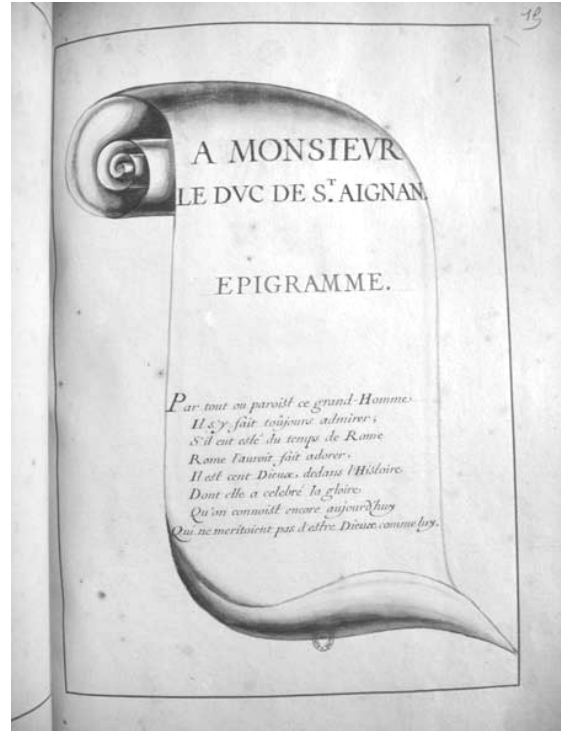 19
A MONSIEVR
LE DVC DE S.T AIGNAN.
EPIGRAMME.
Par tout ou paroist ce grand-Homme
Il s'y fait toûjours admirer;
S'il eut esté du temps de Rome
Rome l'auroit fait adorer,
Il est cent Dieux, dedans l'Histoire
Dont elle a celebré la gloire
Qu'on connoist encore aujourd'huy
Qui ne meritoient pas d'estre Dieux comme luy.